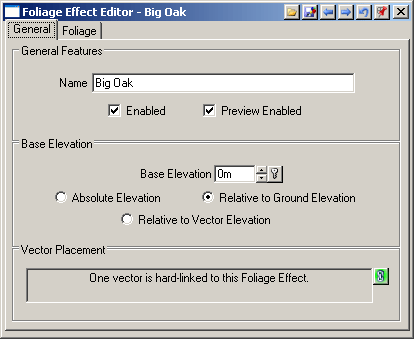 Foliage Effect Editor - Big Oak
General Foliage
General Features
Name Big Oak
Enabled Preview Enabled
Base Elevation
Base Elevation 0m
Absolute Elevation Relative to Ground Elevation
Relative to Vector Elevation
Vector Placement
One vector is hard-linked to this Foliage Effect.